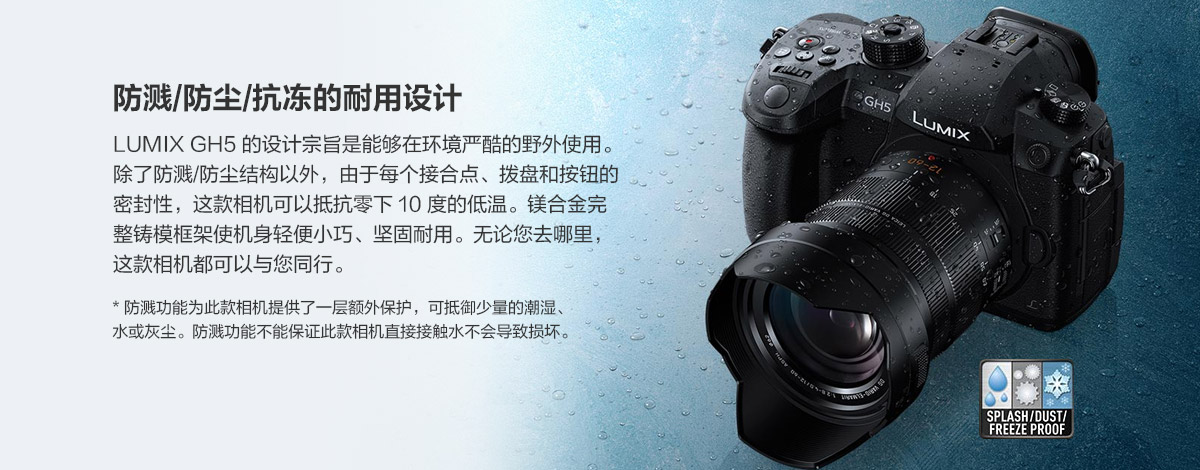 防溅/防尘/抗冻的耐用设计
LUMIX GH5 的设计宗旨是能够在环境严酷的野外使用。
除了防溅/防尘结构以外，由于每个接合点、拨盘和按钮的
密封性，这款相机可以抵抗零下 10 度的低温。镁合金完
整铸模框架使机身轻便小巧、坚固耐用。无论您去哪里，
这款相机都可以与您同行。
* 防溅功能为此款相机提供了一层额外保护，可抵御少量的潮湿、
水或灰尘。防溅功能不能保证此款相机直接接触水不会导致损坏。
GH5
LUMIX
12-60
SPLASH/DUST/
FREEZE PROOF